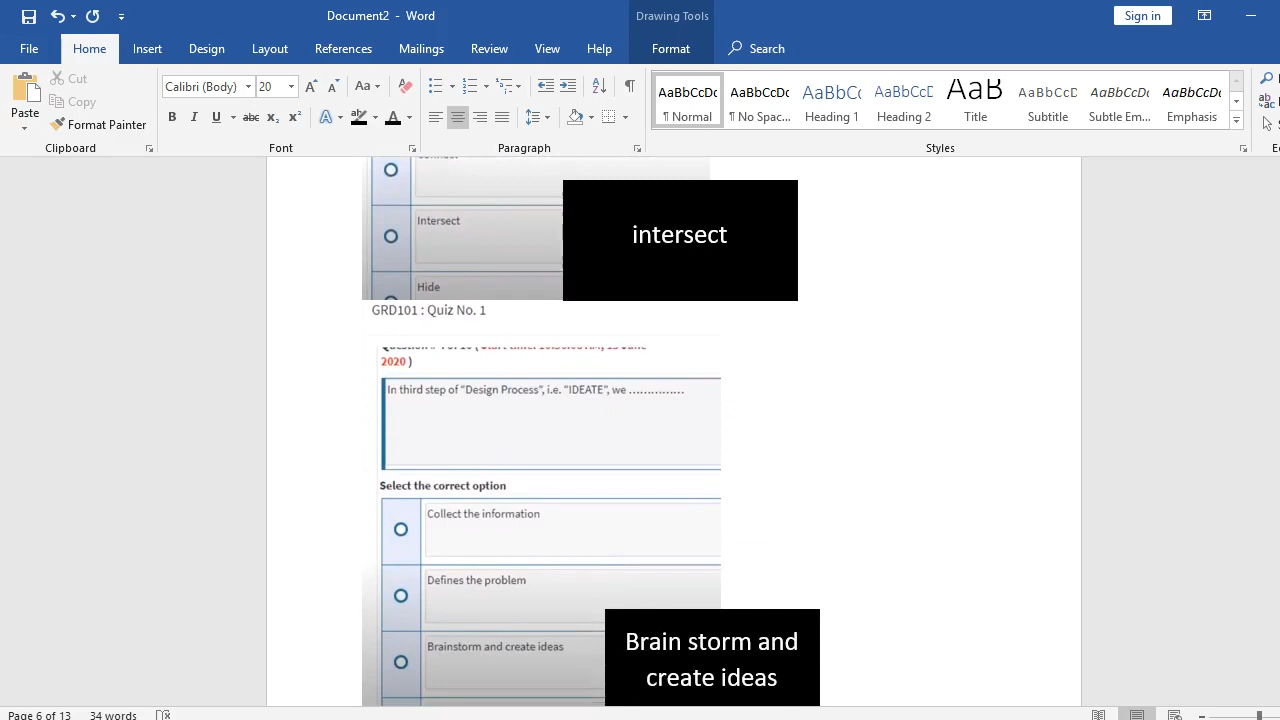 Document2 - Word
Drawing Tools
Sign in
File Home Insert Design Layout References Mailings Review View Help Format Search
Paste
Cut
Copy
Format Painter
Clipboard
Calibri (Body) 20
Font
Paragraph
AaBbCcDc ¶ Normal
AaBbCcDc ¶ No Spac...
AaBbCc Heading 1
AaBbCcD Heading 2
AaB Title
AaBbCcD Subtitle
AaBbCcDc Subtle Em...
AaBbCcDc Emphasis
Styles
Intersect
intersect
Hide
GRD101 : Quiz No. 1
2020 )
In third step of "Design Process", i.e. "IDEATE", we ……………
Select the correct option
Collect the information
Defines the problem
Brainstorm and create ideas
Brain storm and
create ideas
Page 6 of 13 34 words